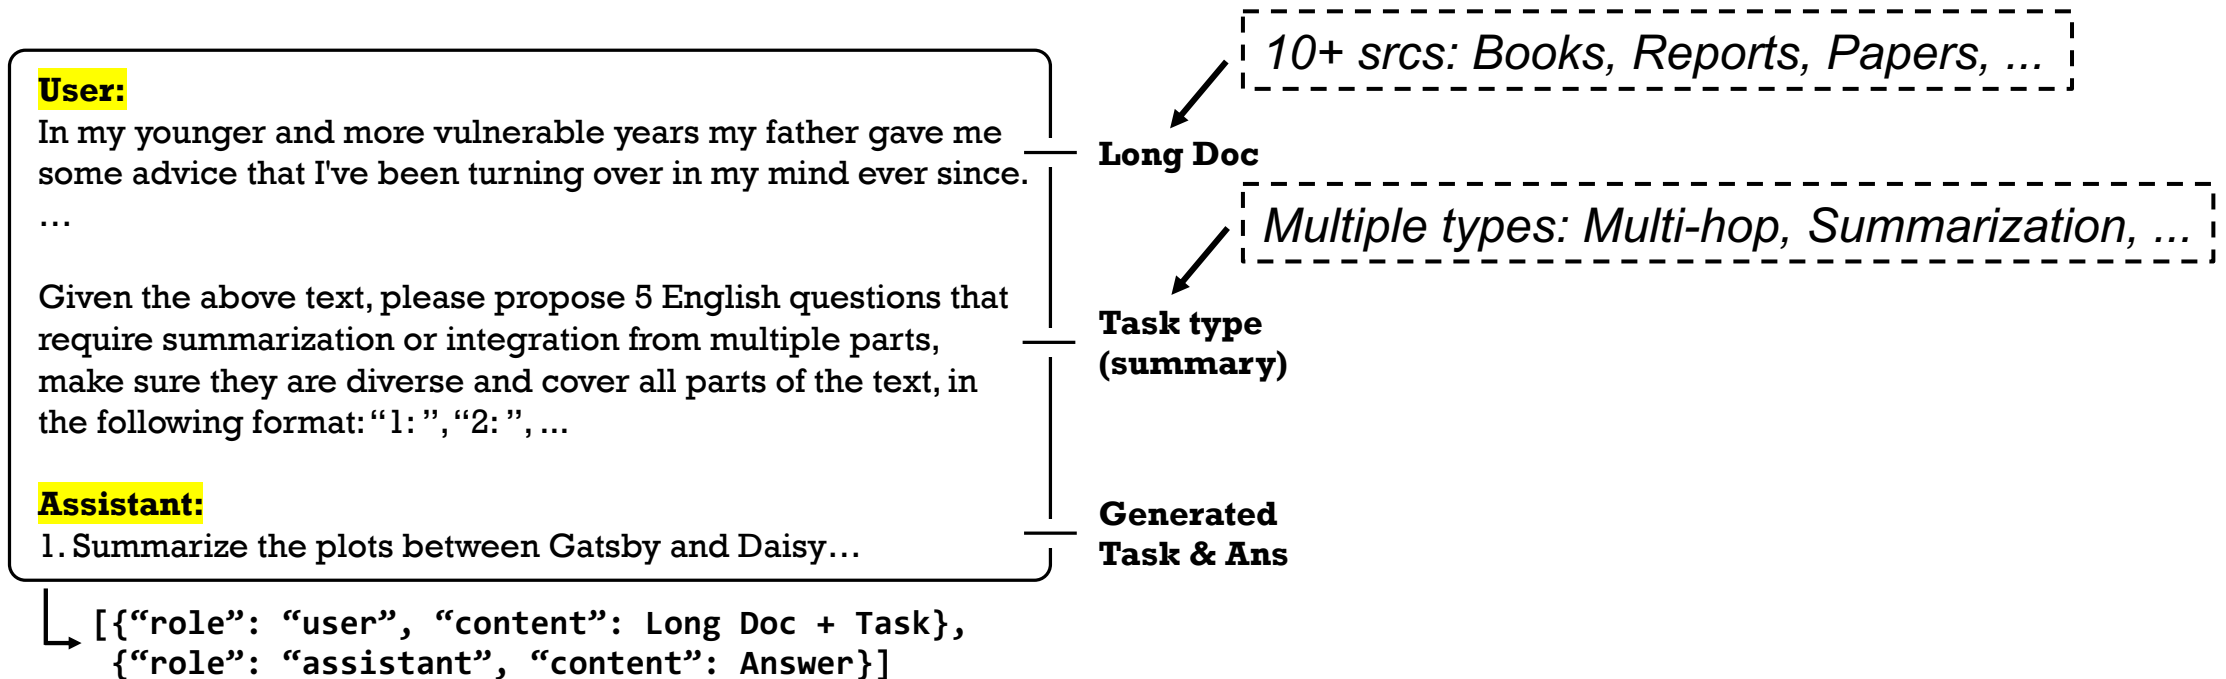 User:
In my younger and more vulnerable years my father gave me
some advice that I've been turning over in my mind ever since.
…
Given the above text, please propose 5 English questions that
require summarization or integration from multiple parts,
make sure they are diverse and cover all parts of the text, in
the following format: “1: ”, “2: ”, ...
Assistant:
1. Summarize the plots between Gatsby and Daisy…
[{“role”: “user”, “content”: Long Doc + Task},
{“role”: “assistant”, “content”: Answer}]
10+ srcs: Books, Reports, Papers, ...
Long Doc
Multiple types: Multi-hop, Summarization, ...
Task type
(summary)
Generated
Task & Ans